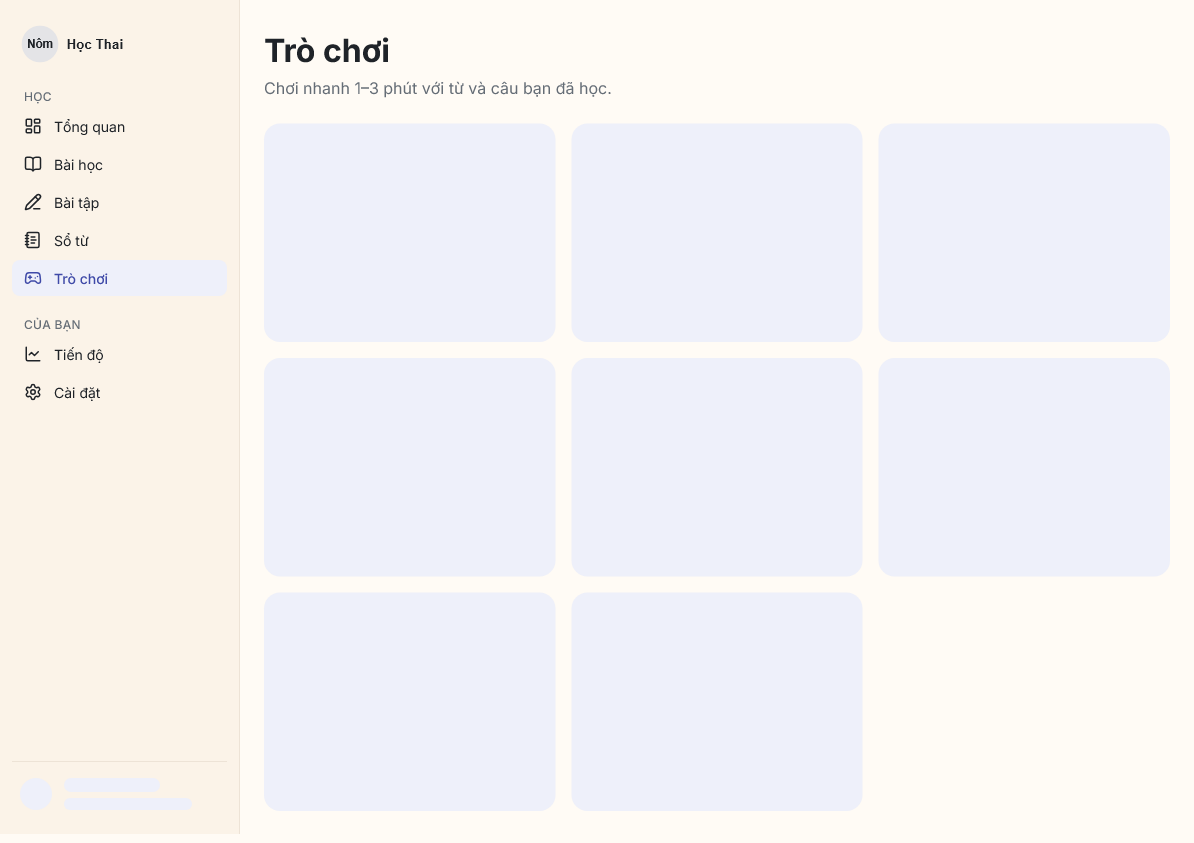 Nôm Học Thai
HỌC
Tổng quan
Bài học
Bài tập
Sổ từ
Trò chơi
CỦA BẠN
Tiến độ
Cài đặt
Trò chơi
Chơi nhanh 1–3 phút với từ và câu bạn đã học.